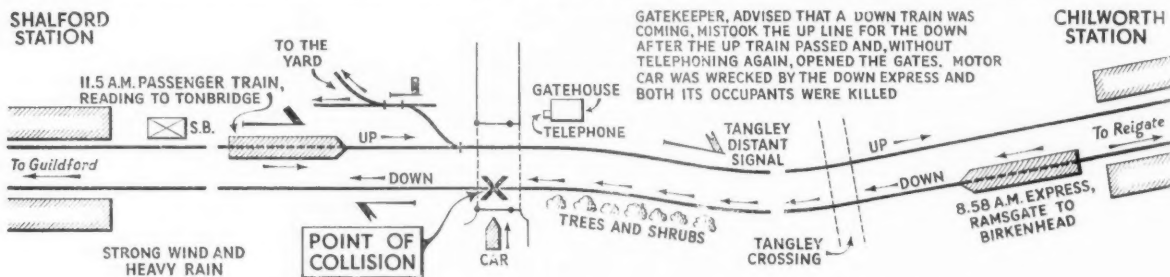 SHALFORD
STATION
11.5 A.M. PASSENGER TRAIN,
READING TO TONBRIDGE
S.B.
TO THE
YARD
UP
To Guildford
DOWN
STRONG WIND AND
HEAVY RAIN
POINT OF
COLLISION
CAR
GATEHOUSE
TELEPHONE
GATEKEEPER, ADVISED THAT A DOWN TRAIN WAS
COMING, MISTOOK THE UP LINE FOR THE DOWN
AFTER THE UP TRAIN PASSED AND, WITHOUT
TELEPHONING AGAIN, OPENED THE GATES. MOTOR
CAR WAS WRECKED BY THE DOWN EXPRESS AND
BOTH ITS OCCUPANTS WERE KILLED
TANGLEY
DISTANT
SIGNAL
TREES AND SHRUBS
TANGLEY
CROSSING
CHILWORTH
STATION
UP
To Reigate
DOWN
8.58 A.M. EXPRESS,
RAMSGATE TO
BIRKENHEAD